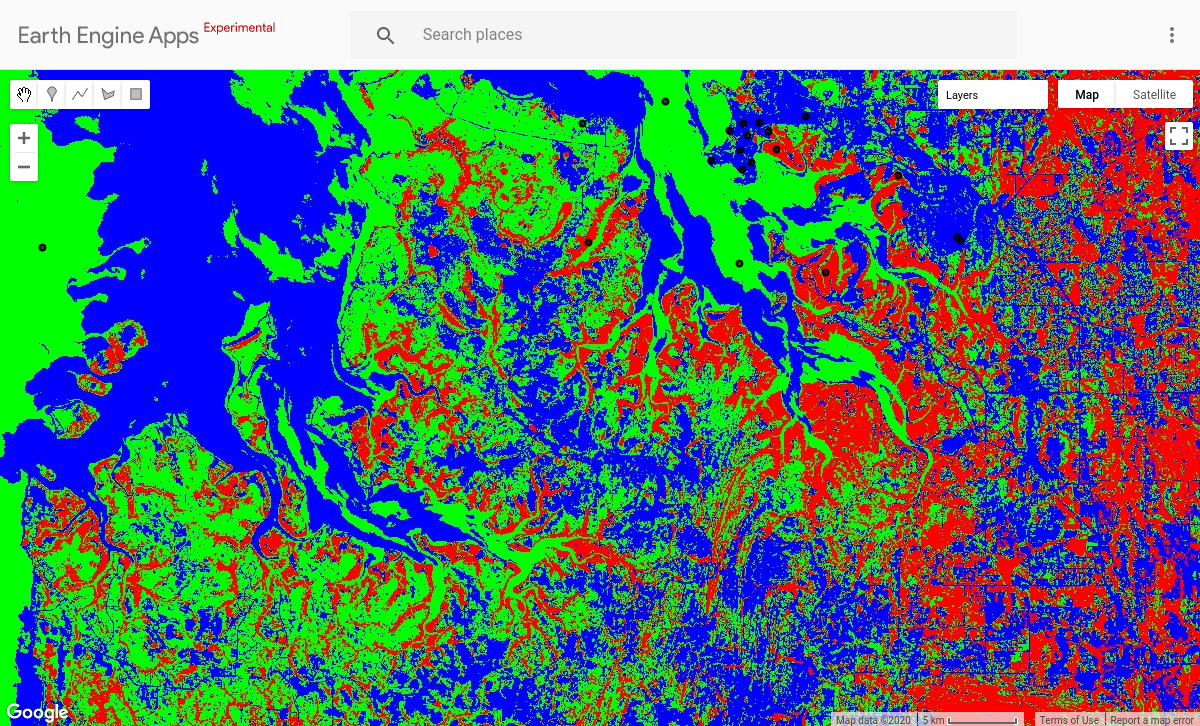 Earth Engine Apps Experimental
Search places
Layers
Map
Satellite
Google
Map data ©2020
5 km
Terms of Use
Report a map error